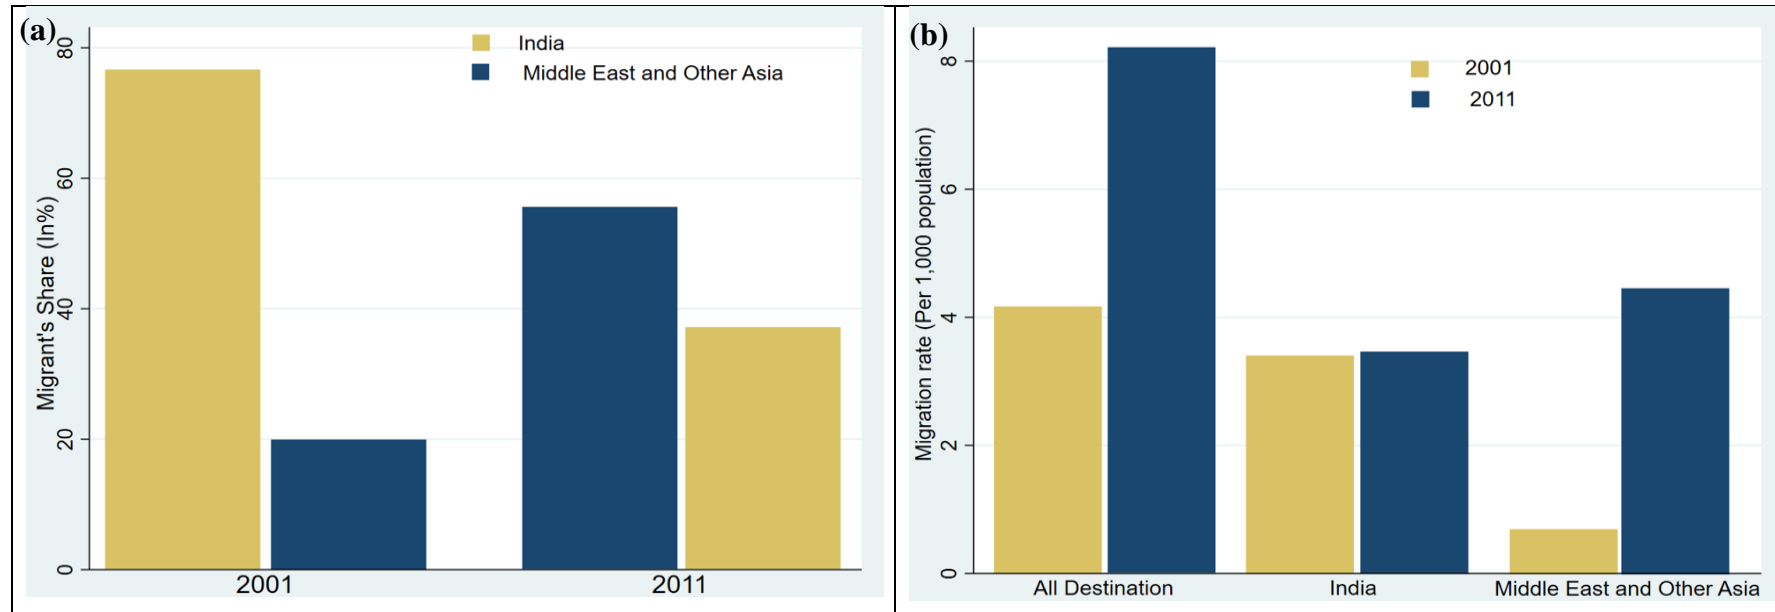 (a)
India
Middle East and Other Asia
Migrant's Share (In%)
80
60
40
20
0
2001
2011
(b)
2001
2011
Migration rate (Per 1,000 population)
8
6
4
2
0
All Destination
India
Middle East and Other Asia